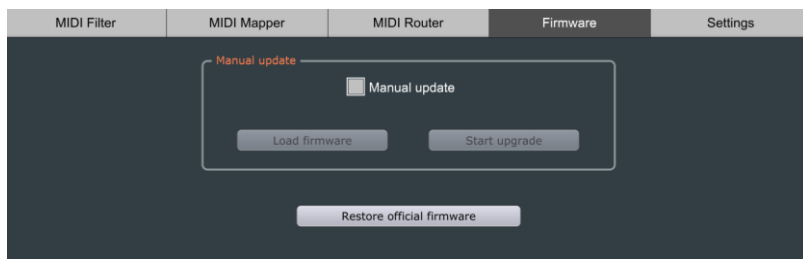 MIDI Filter MIDI Mapper MIDI Router Firmware Settings
Manual update
Manual update
Load firmware Start upgrade
Restore official firmware